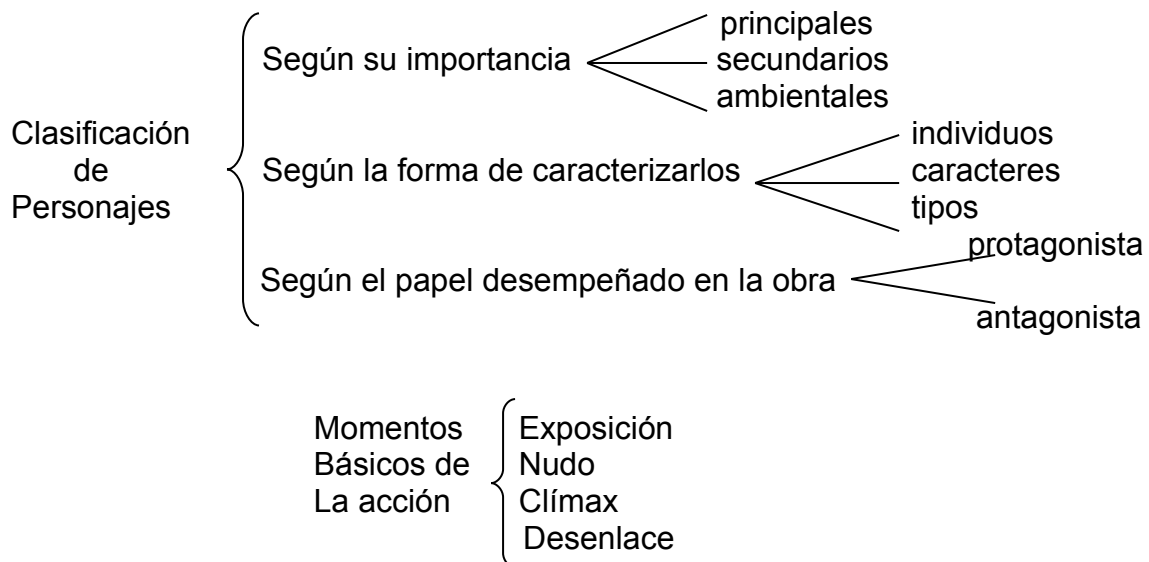 Clasificación
de
Personajes
Según su importancia
principales
secundarios
ambientales
Según la forma de caracterizarlos
individuos
caracteres
tipos
Según el papel desempeñado en la obra
protagonista
antagonista
Momentos
Básicos de
La acción
Exposición
Nudo
Clímax
Desenlace